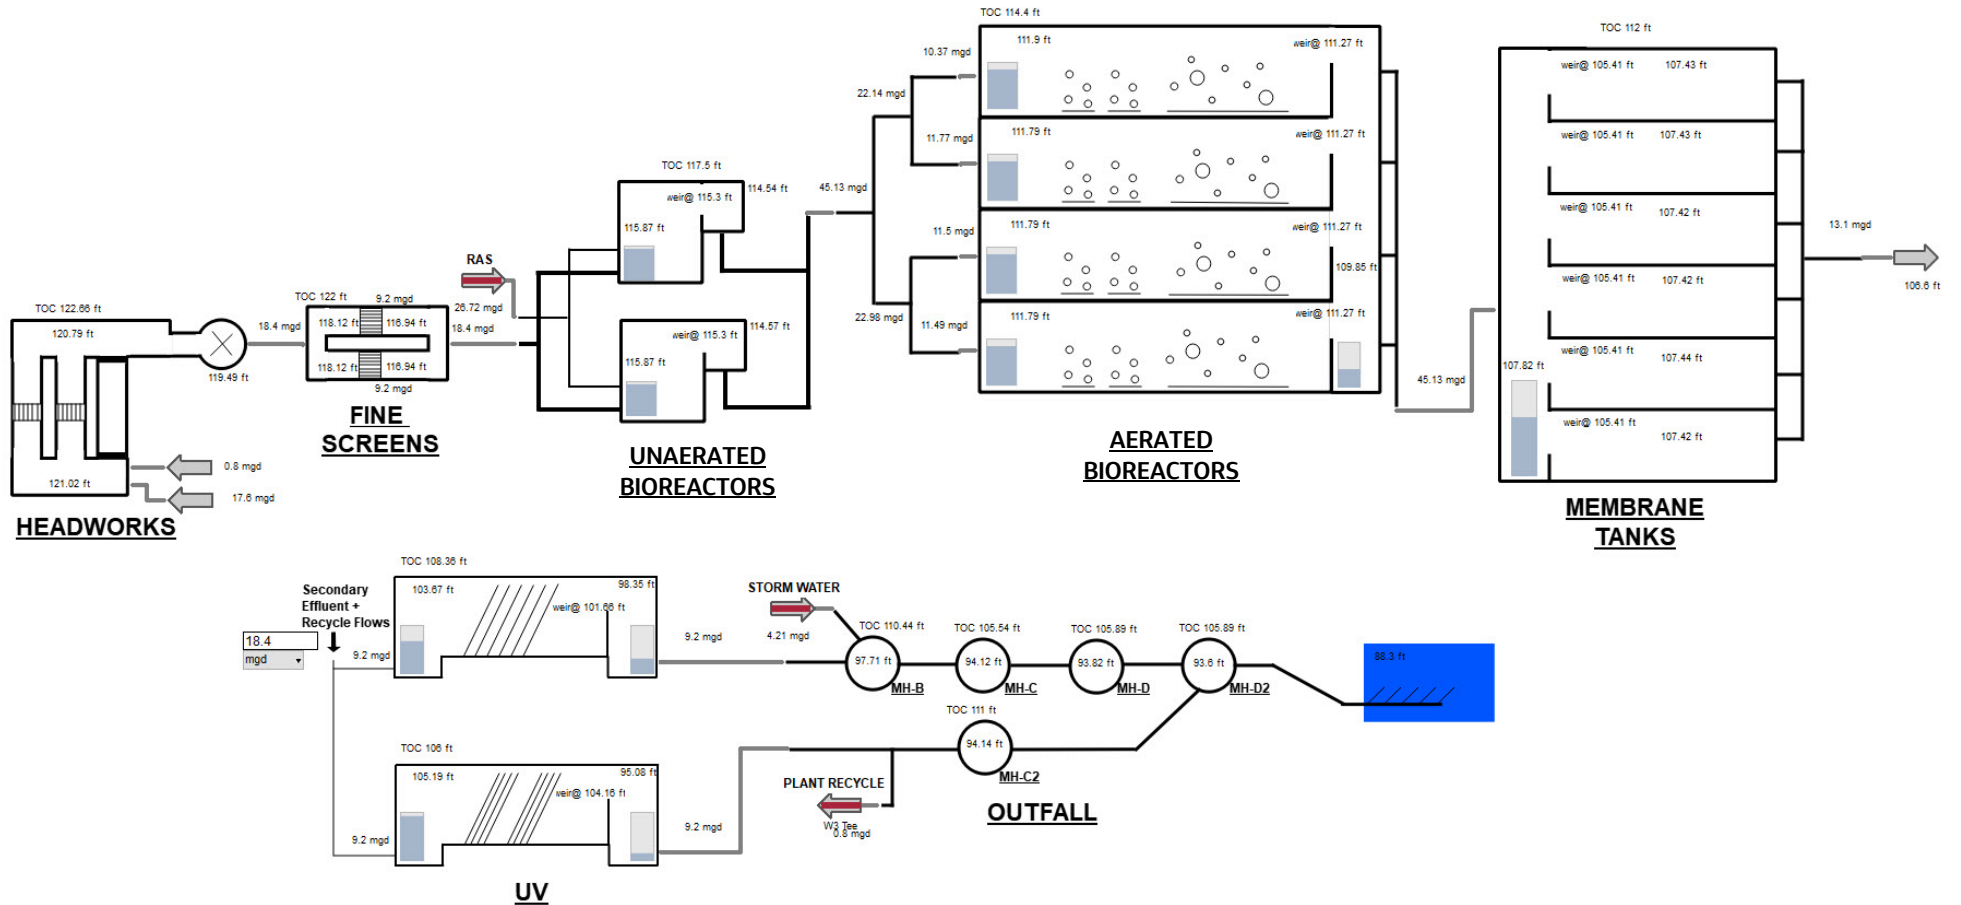 TOC 122.66 ft
120.79 ft
119.49 ft
121.02 ft
0.8 mgd
17.6 mgd
HEADWORKS
18.4 mgd
TOC 122 ft
9.2 mgd
118.12 ft
116.94 ft
118.12 ft
116.94 ft
9.2 mgd
FINE
SCREENS
RAS
26.72 mgd
18.4 mgd
TOC 117.5 ft
weir@ 115.3 ft
114.54 ft
115.87 ft
weir@ 115.3 ft
114.57 ft
115.87 ft
UNAERATED
BIOREACTORS
45.13 mgd
22.14 mgd
10.37 mgd
11.77 mgd
11.5 mgd
22.98 mgd
11.49 mgd
TOC 114.4 ft
111.9 ft
weir@ 111.27 ft
111.79 ft
weir@ 111.27 ft
111.79 ft
weir@ 111.27 ft
109.85 ft
111.79 ft
weir@ 111.27 ft
AERATED
BIOREACTORS
45.13 mgd
TOC 112 ft
weir@ 105.41 ft
107.43 ft
weir@ 105.41 ft
107.43 ft
weir@ 105.41 ft
107.42 ft
weir@ 105.41 ft
107.42 ft
weir@ 105.41 ft
107.44 ft
107.82 ft
weir@ 105.41 ft
107.42 ft
MEMBRANE
TANKS
13.1 mgd
106.6 ft
Secondary
Effluent +
Recycle Flows
18.4
mgd
9.2 mgd
9.2 mgd
TOC 108.36 ft
103.67 ft
98.35 ft
weir@ 101.66 ft
9.2 mgd
TOC 106 ft
105.19 ft
95.08 ft
weir@ 104.16 ft
9.2 mgd
UV
STORM WATER
4.21 mgd
TOC 110.44 ft
97.71 ft
MH-B
TOC 105.54 ft
94.12 ft
MH-C
TOC 105.89 ft
93.82 ft
MH-D
TOC 105.89 ft
93.6 ft
MH-D2
88.3 ft
TOC 111 ft
94.14 ft
MH-C2
PLANT RECYCLE
W3 Tee
0.8 mgd
OUTFALL